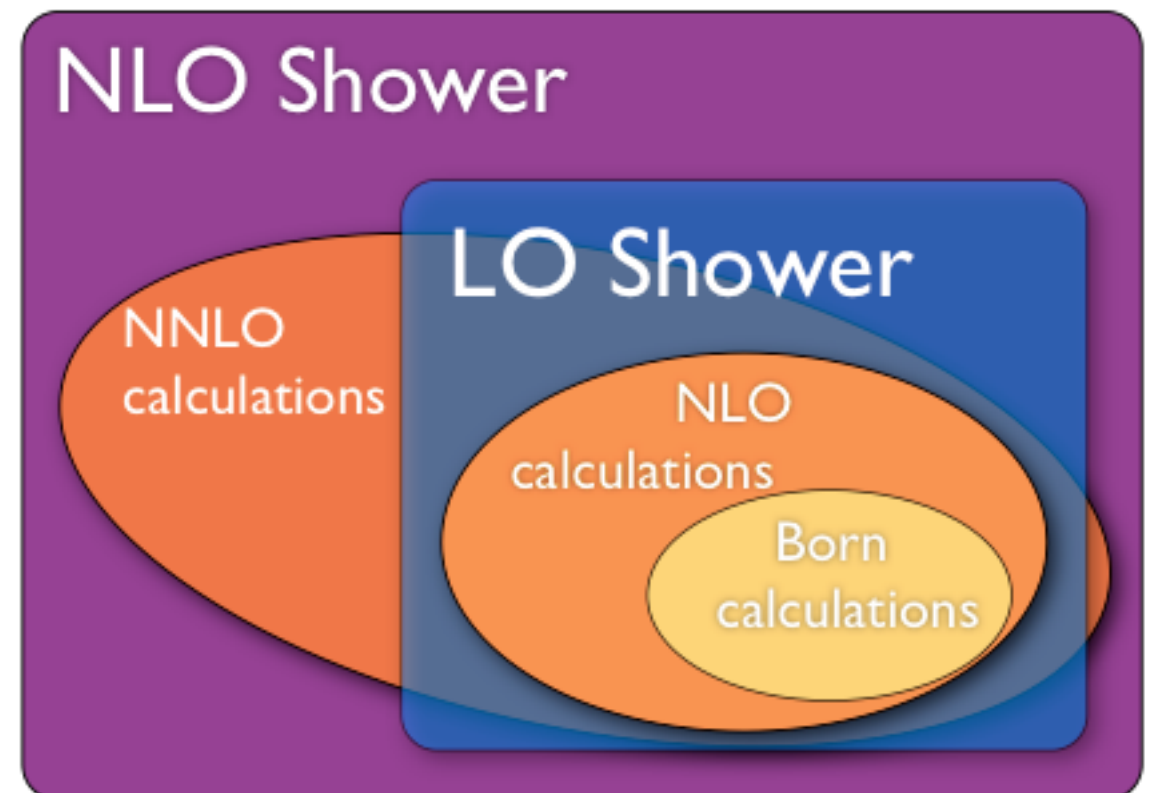 NLO Shower
LO Shower
NNLO
calculations
NLO
calculations
Born
calculations